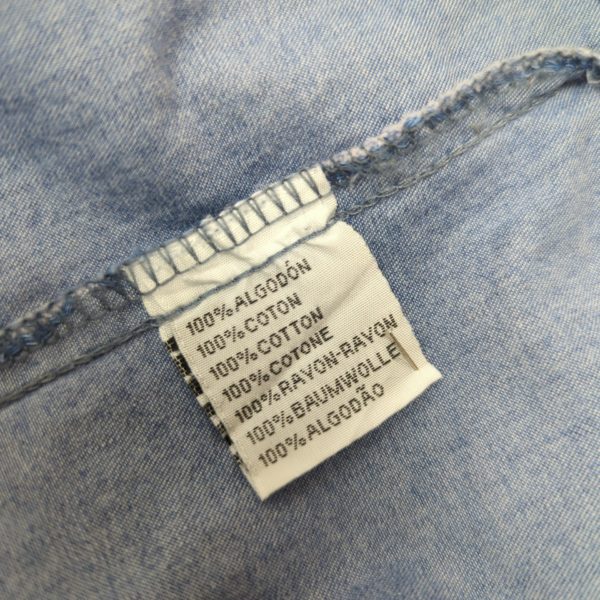 100% ALGODÓN
100% COTON
100% COTTON
100% COTONE
100% RAYON-RAYON
100% BAUMWOLLE
100% ALGODÃO